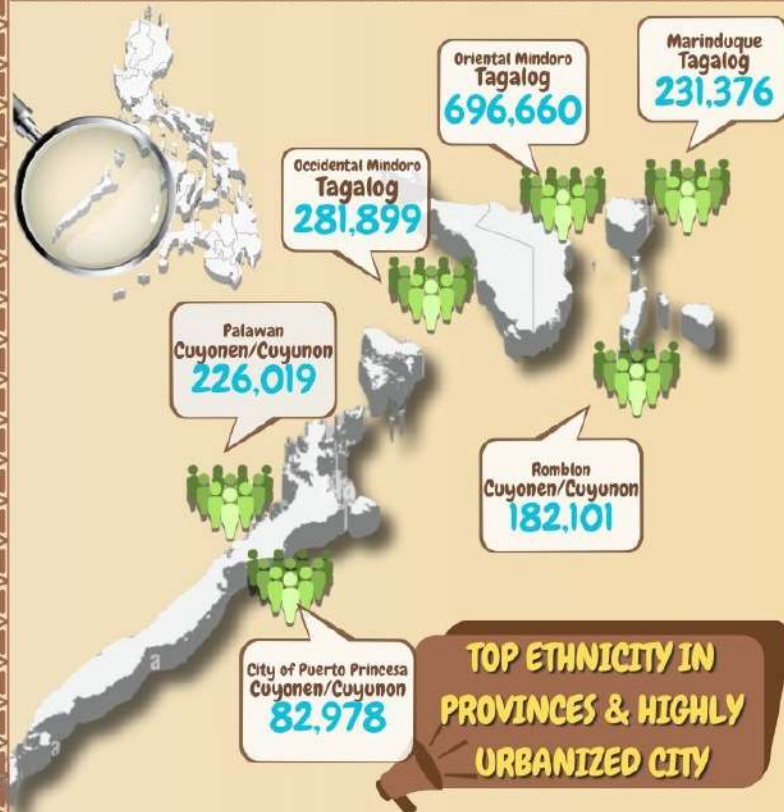 Marinduque
Tagalog
231,376
Oriental Mindoro
Tagalog
696,660
Occidental Mindoro
Tagalog
281,899
Palawan
Cuyonen/Cuyunon
226,019
Romblon
Cuyonen/Cuyunon
182,101
City of Puerto Princesa
Cuyonen/Cuyunon
82,978
TOP ETHNICITY IN
PROVINCES & HIGHLY
URBANIZED CITY